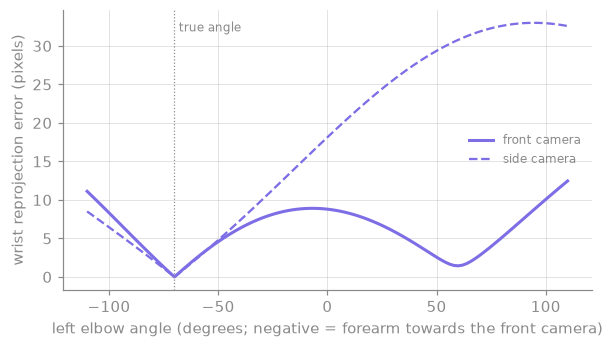 true angle
wrist reprojection error (pixels)
30
25
20
15
10
5
0
front camera
side camera
−100
−50
0
50
100
left elbow angle (degrees; negative = forearm towards the front camera)